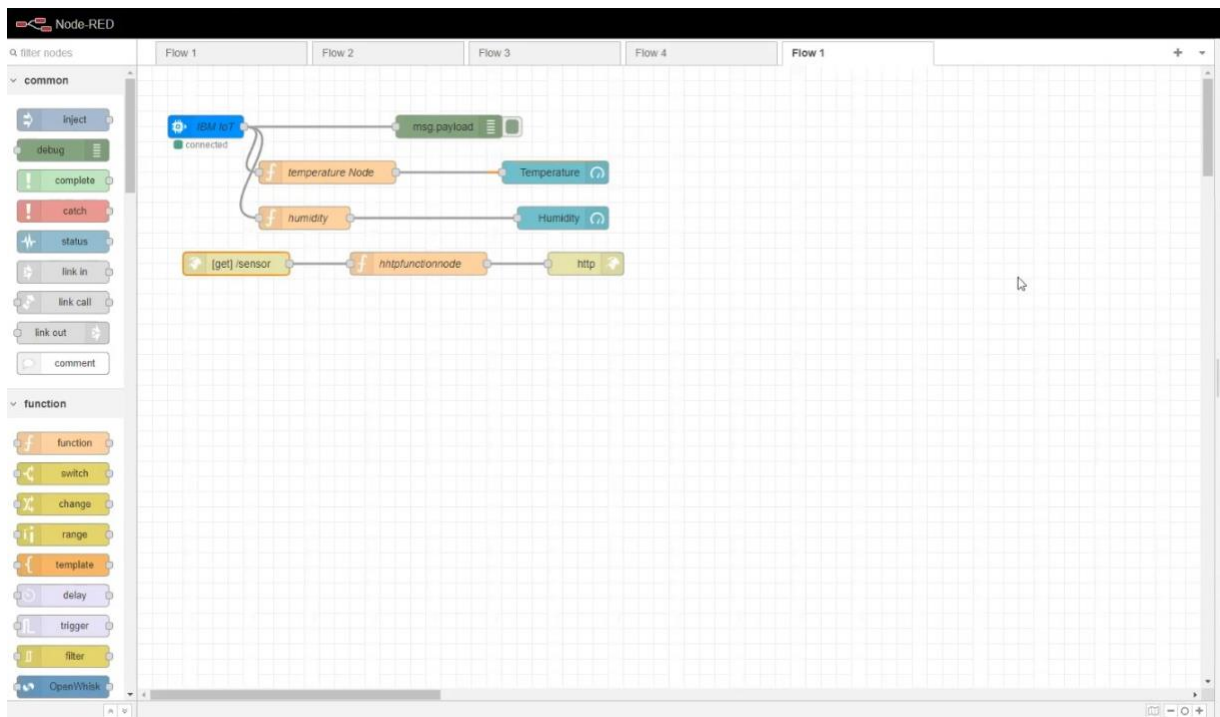 Node-RED
filter nodes
Flow 1
Flow 2
Flow 3
Flow 4
Flow 1
common
inject
debug
complete
catch
status
link in
link call
link out
comment
function
function
switch
change
range
template
delay
trigger
filter
OpenWhisk
IBM IoT
connected
msg.payload
temperature Node
Temperature
humidity
Humidity
[get] /sensor
hhtpfunctionnode
http